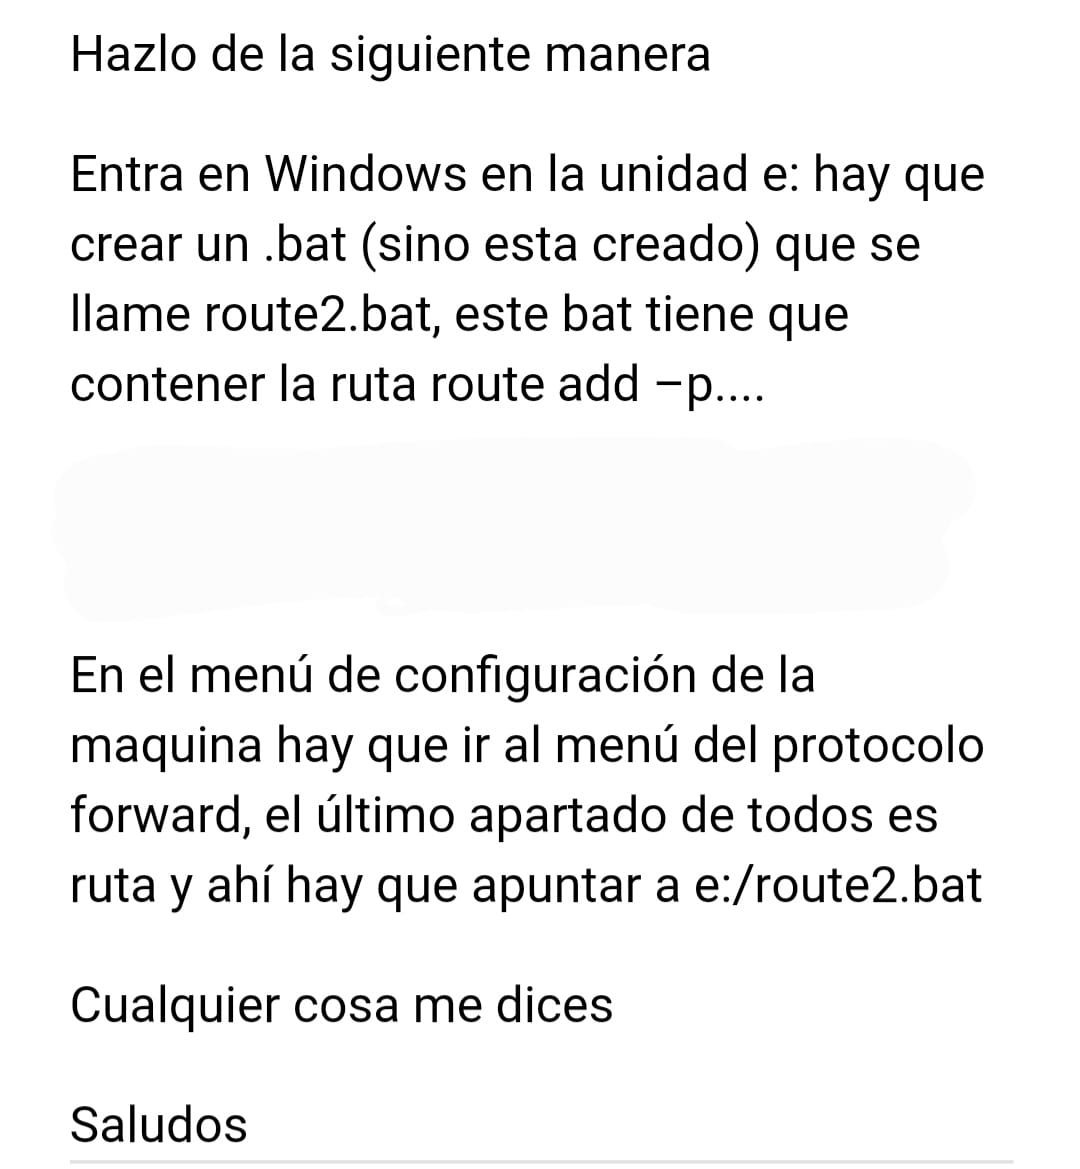 Hazlo de la siguiente manera
Entra en Windows en la unidad e: hay que
crear un .bat (sino esta creado) que se
llame route2.bat, este bat tiene que
contener la ruta route add –p....
En el menú de configuración de la
maquina hay que ir al menú del protocolo
forward, el último apartado de todos es
ruta y ahí hay que apuntar a e:/route2.bat
Cualquier cosa me dices
Saludos